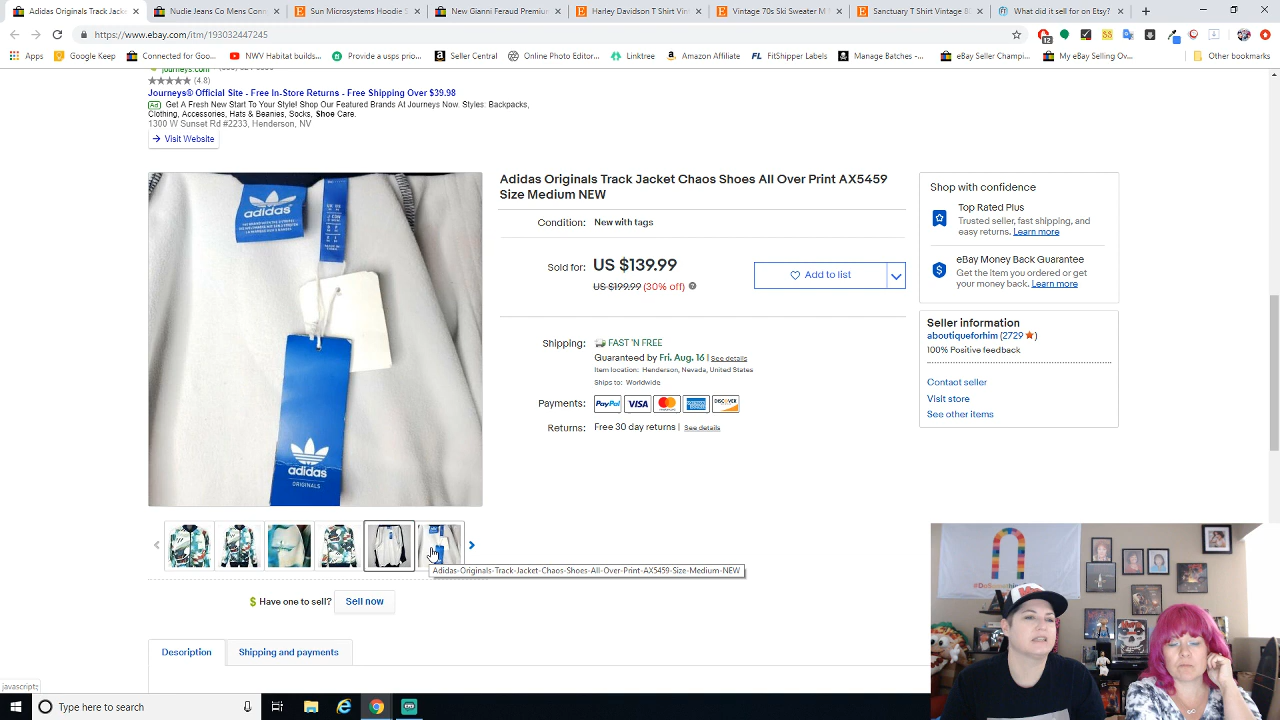 Adidas Originals Track Jacke
Nudie Jeans Co Mens Conn
Sun Microsystems Hoodie S
New Gianni Feraud Premium
Harley Davidson T Shirt Vin
Vintage 70s Ski Sweater M
Sanctuary T Shirt Vintage 8
What did it sell for on Etsy?
https://www.ebay.com/itm/193032447245
12
Apps
Google Keep
Connected for Goo...
NWV Habitat builds...
Provide a usps prio...
Seller Central
Online Photo Editor...
Linktree
Amazon Affiliate
FL FitShipper Labels
Manage Batches -...
eBay Seller Champi...
My eBay Selling Ov...
Other bookmarks
journeys.com
(4.8)
Journeys® Official Site - Free In-Store Returns - Free Shipping Over $39.98
Ad Get A Fresh New Start To Your Style! Shop Our Featured Brands At Journeys Now. Styles: Backpacks,
Clothing, Accessories, Hats & Beanies, Socks, Shoe Care.
1300 W Sunset Rd #2233, Henderson, NV
Visit Website
adidas
adidas
ORIGINALS
Adidas Originals Track Jacket Chaos Shoes All Over Print AX5459
Size Medium NEW
Condition: New with tags
Sold for: US $139.99
US $199.99 (30% off)
Add to list
Shipping: FAST 'N FREE
Guaranteed by Fri. Aug. 16 | See details
Item location: Henderson, Nevada, United States
Ships to: Worldwide
Payments: PayPal VISA DISCOVER
Returns: Free 30 day returns | See details
Shop with confidence
Top Rated Plus
Trusted seller, fast shipping, and
easy returns. Learn more
eBay Money Back Guarantee
Get the item you ordered or get
your money back. Learn more
Seller information
aboutiqueforhim (2729)
100% Positive feedback
Contact seller
Visit store
See other items
Adidas-Originals-Track-Jacket-Chaos-Shoes-All-Over-Print-AX5459-Size-Medium-NEW
$ Have one to sell? Sell now
Description
Shipping and payments
javascript:;
Type here to search